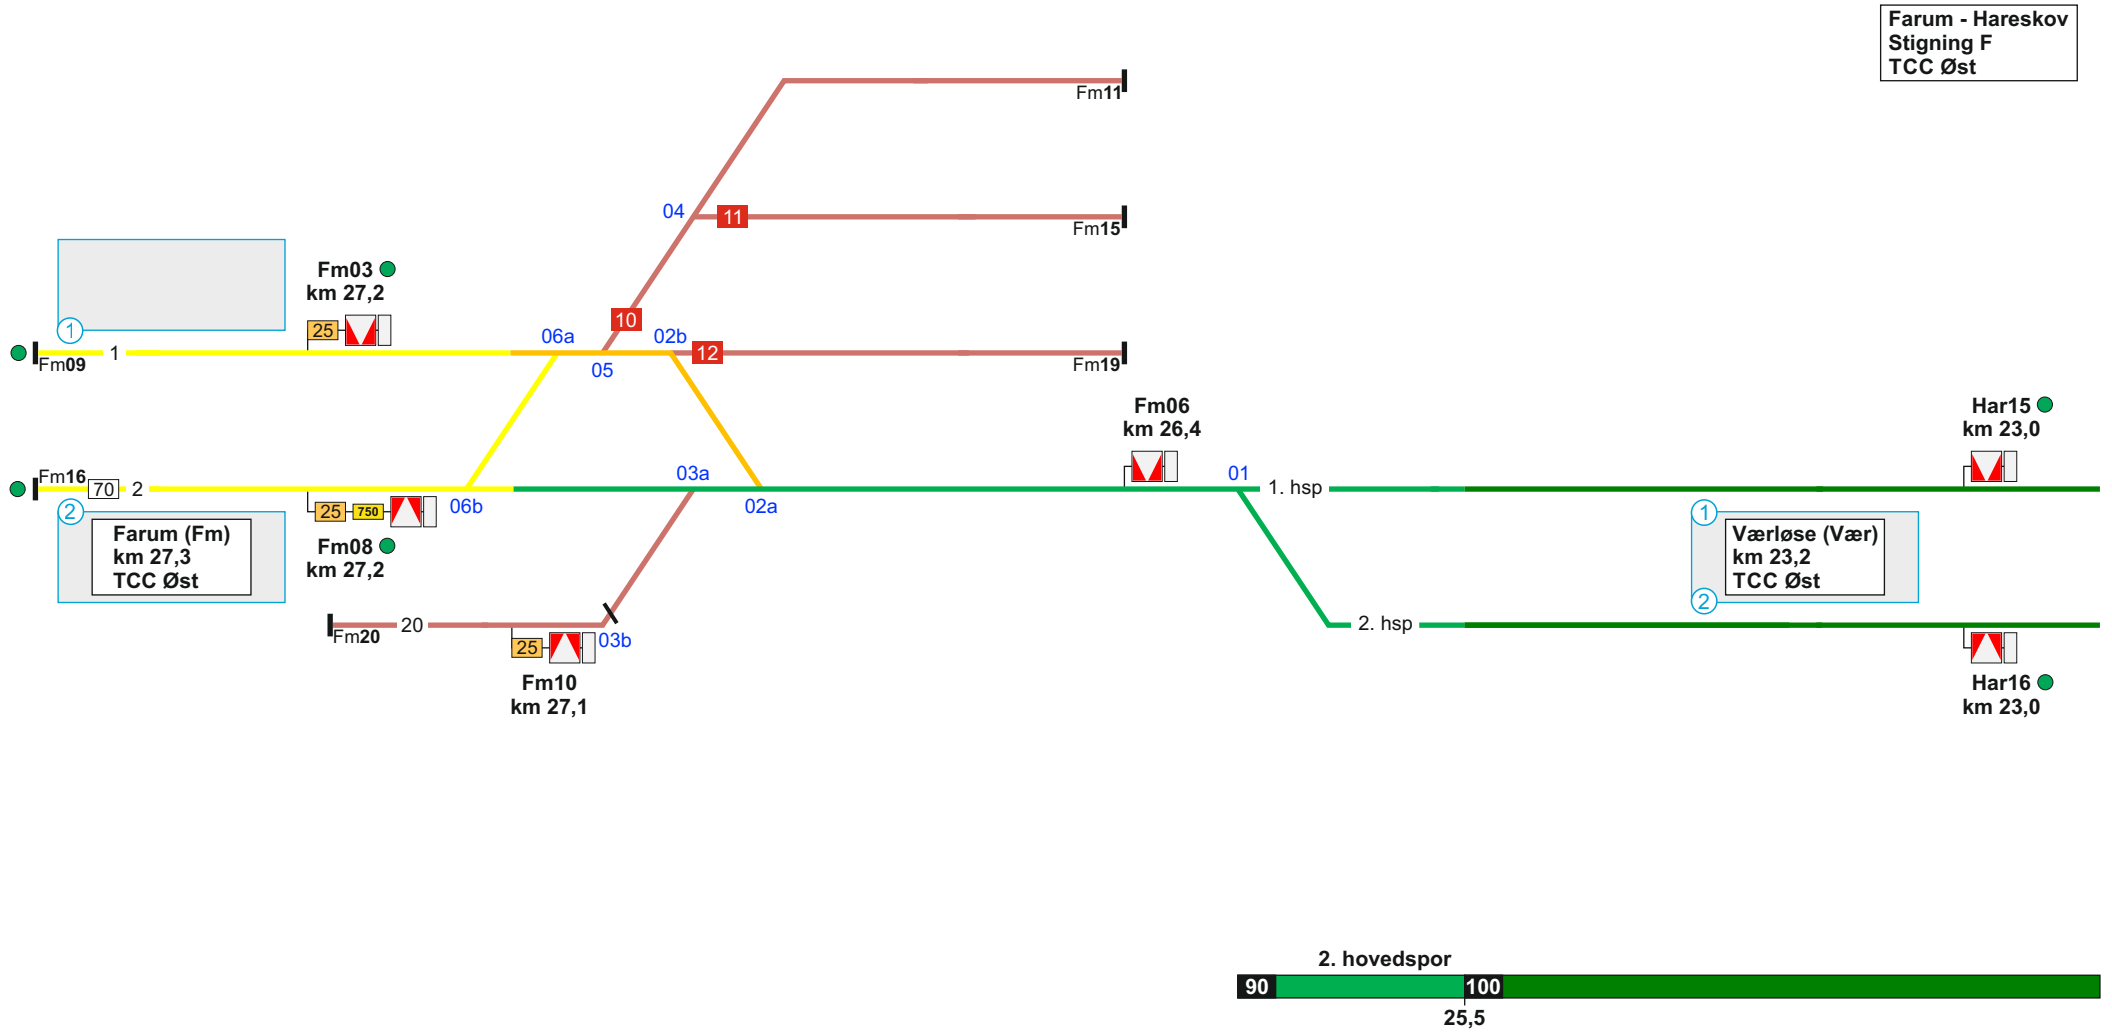 Farum - Hareskov
Stigning F
TCC Øst
Fm11
04
11
Fm15
Fm03
km 27,2
1
25
10
06a
02b
1
12
Fm09
05
Fm19
Fm06
km 26,4
Har15
km 23,0
Fm16
70
2
03a
01
1. hsp
2
25
750
06b
02a
1
Farum (Fm)
km 27,3
TCC Øst
Fm08
km 27,2
Værløse (Vær)
km 23,2
TCC Øst
2
20
2. hsp
Fm20
25
03b
Fm10
km 27,1
Har16
km 23,0
2. hovedspor
90
100
25,5